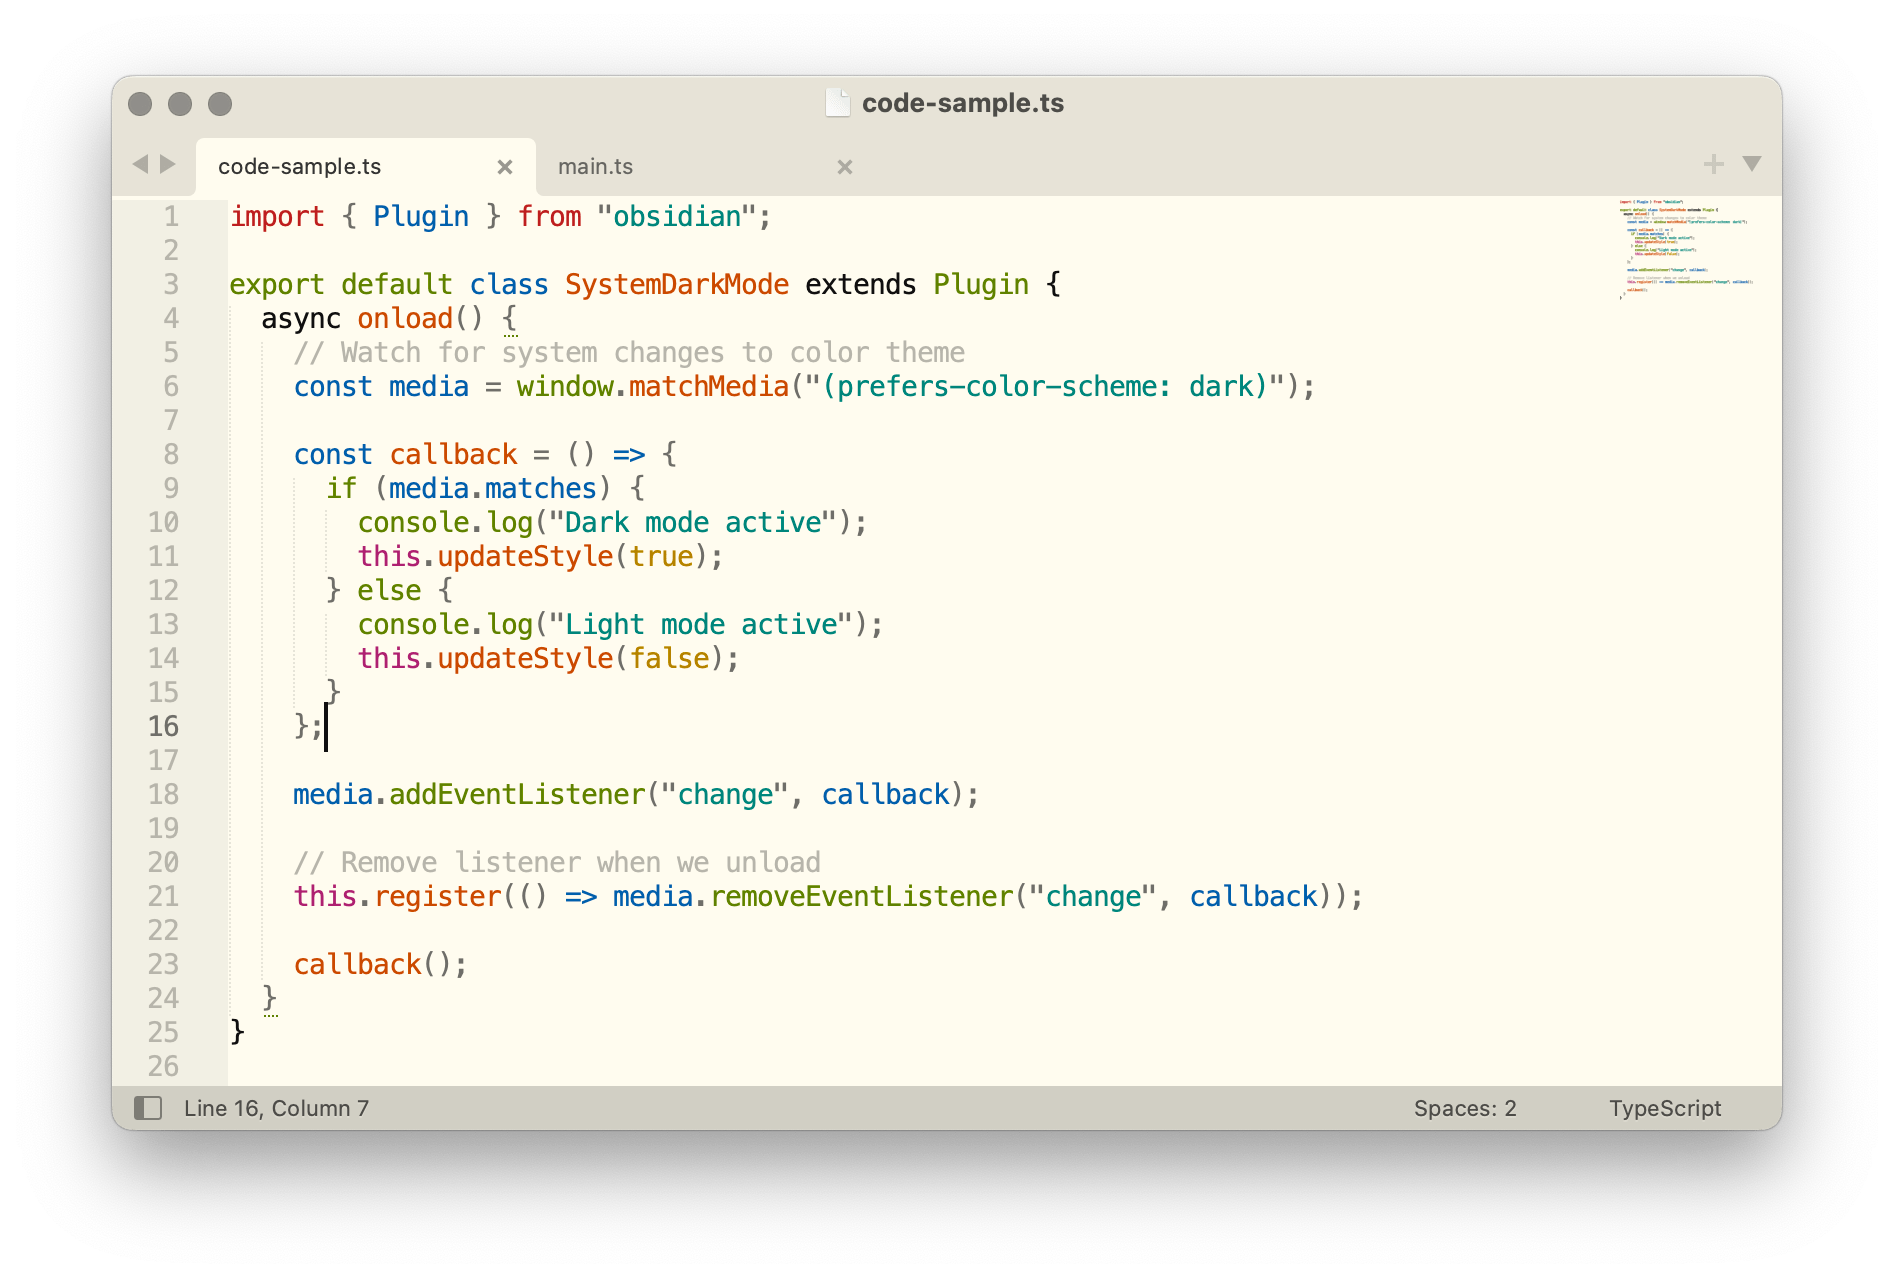 code-sample.ts
code-sample.ts
main.ts
1 import { Plugin } from "obsidian";
2
3 export default class SystemDarkMode extends Plugin {
4   async onload() {
5     // Watch for system changes to color theme
6     const media = window.matchMedia("(prefers-color-scheme: dark)");
7
8     const callback = () => {
9       if (media.matches) {
10         console.log("Dark mode active");
11         this.updateStyle(true);
12       } else {
13         console.log("Light mode active");
14         this.updateStyle(false);
15       }
16     };
17
18     media.addEventListener("change", callback);
19
20     // Remove listener when we unload
21     this.register(() => media.removeEventListener("change", callback));
22
23     callback();
24   }
25 }
26
Line 16, Column 7
Spaces: 2
TypeScript